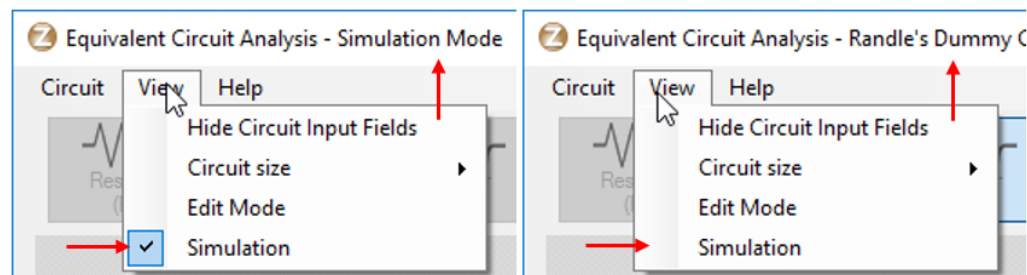 Equivalent Circuit Analysis - Simulation Mode
Circuit View Help
Hide Circuit Input Fields
Circuit size
Edit Mode
Simulation
Equivalent Circuit Analysis - Randle's Dummy
Circuit View Help
Hide Circuit Input Fields
Circuit size
Edit Mode
Simulation